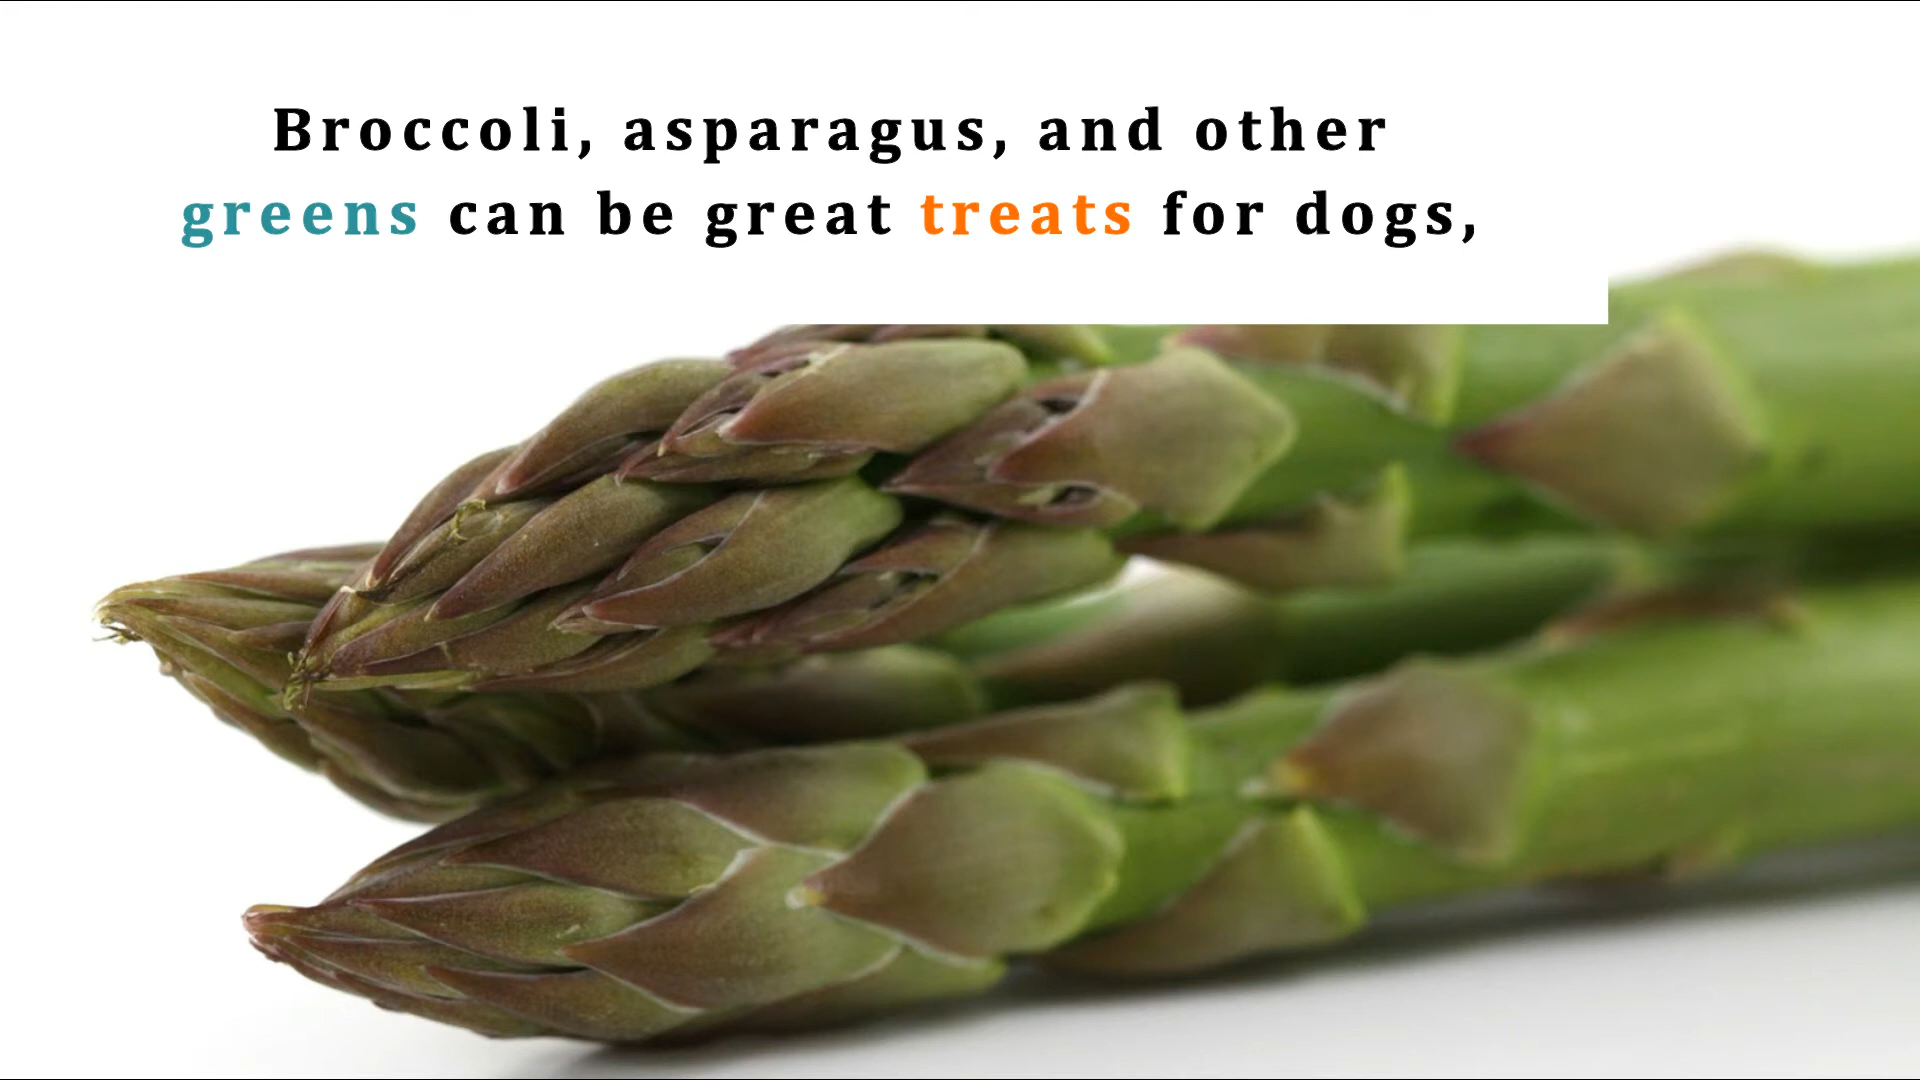 Broccoli, asparagus, and other
greens can be great treats for dogs,